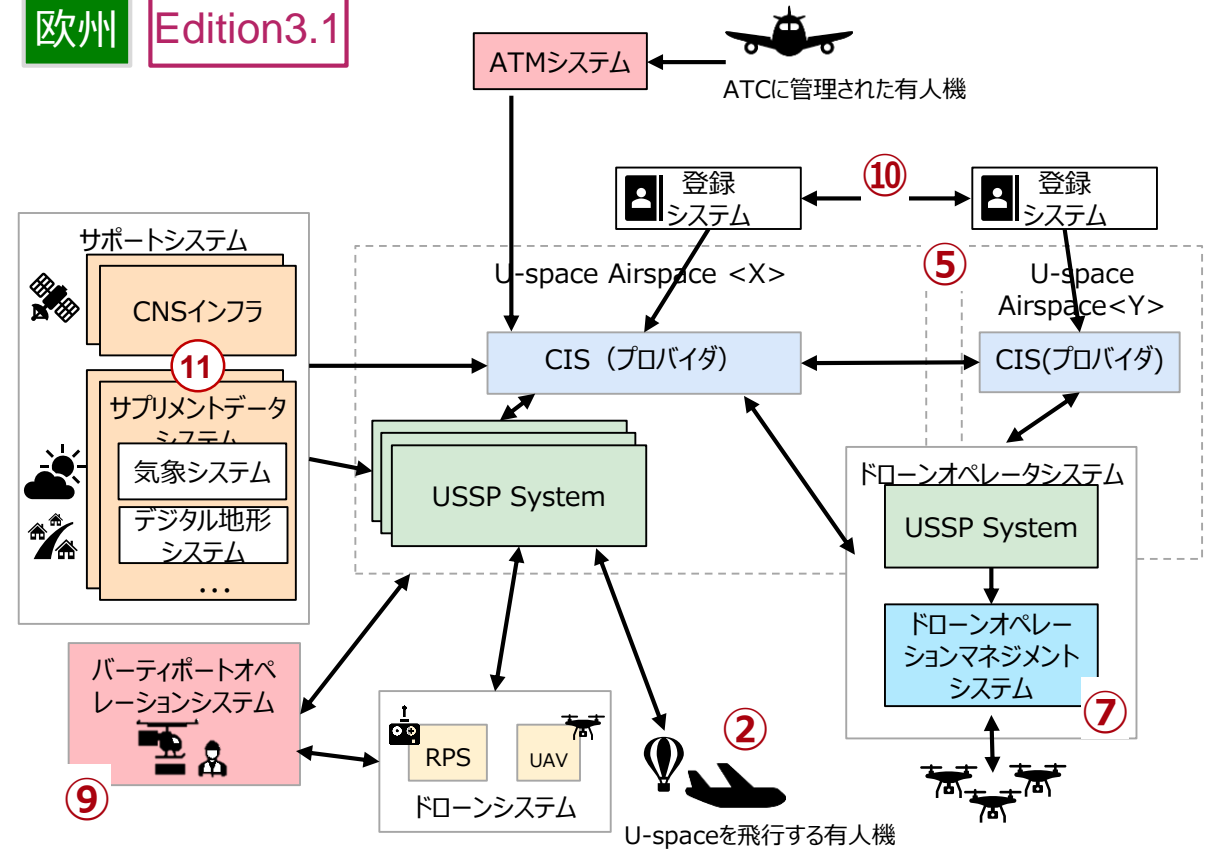 欧州
Edition3.1
ATMシステム
ATCに管理された有人機
登録
システム
⑩
登録
システム
サポートシステム
CNSインフラ
⑪
サプリメントデータ
システム
気象システム
デジタル地形
システム
...
U-space Airspace <X>
⑤
U-space
Airspace<Y>
CIS（プロバイダ）
CIS(プロバイダ)
USSP System
ドローンオペレータシステム
USSP System
ドローンオペレー
ションマネジメント
システム
⑦
バーティポートオペ
レーションシステム
⑨
RPS
UAV
ドローンシステム
②
U-spaceを飛行する有人機